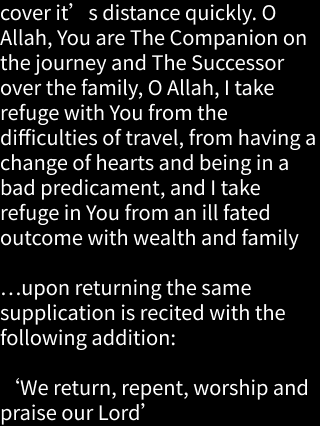 cover it’s distance quickly. O
Allah, You are The Companion on
the journey and The Successor
over the family, O Allah, I take
refuge with You from the
difficulties of travel, from having a
change of hearts and being in a
bad predicament, and I take
refuge in You from an ill fated
outcome with wealth and family
…upon returning the same
supplication is recited with the
following addition:
‘We return, repent, worship and
praise our Lord’